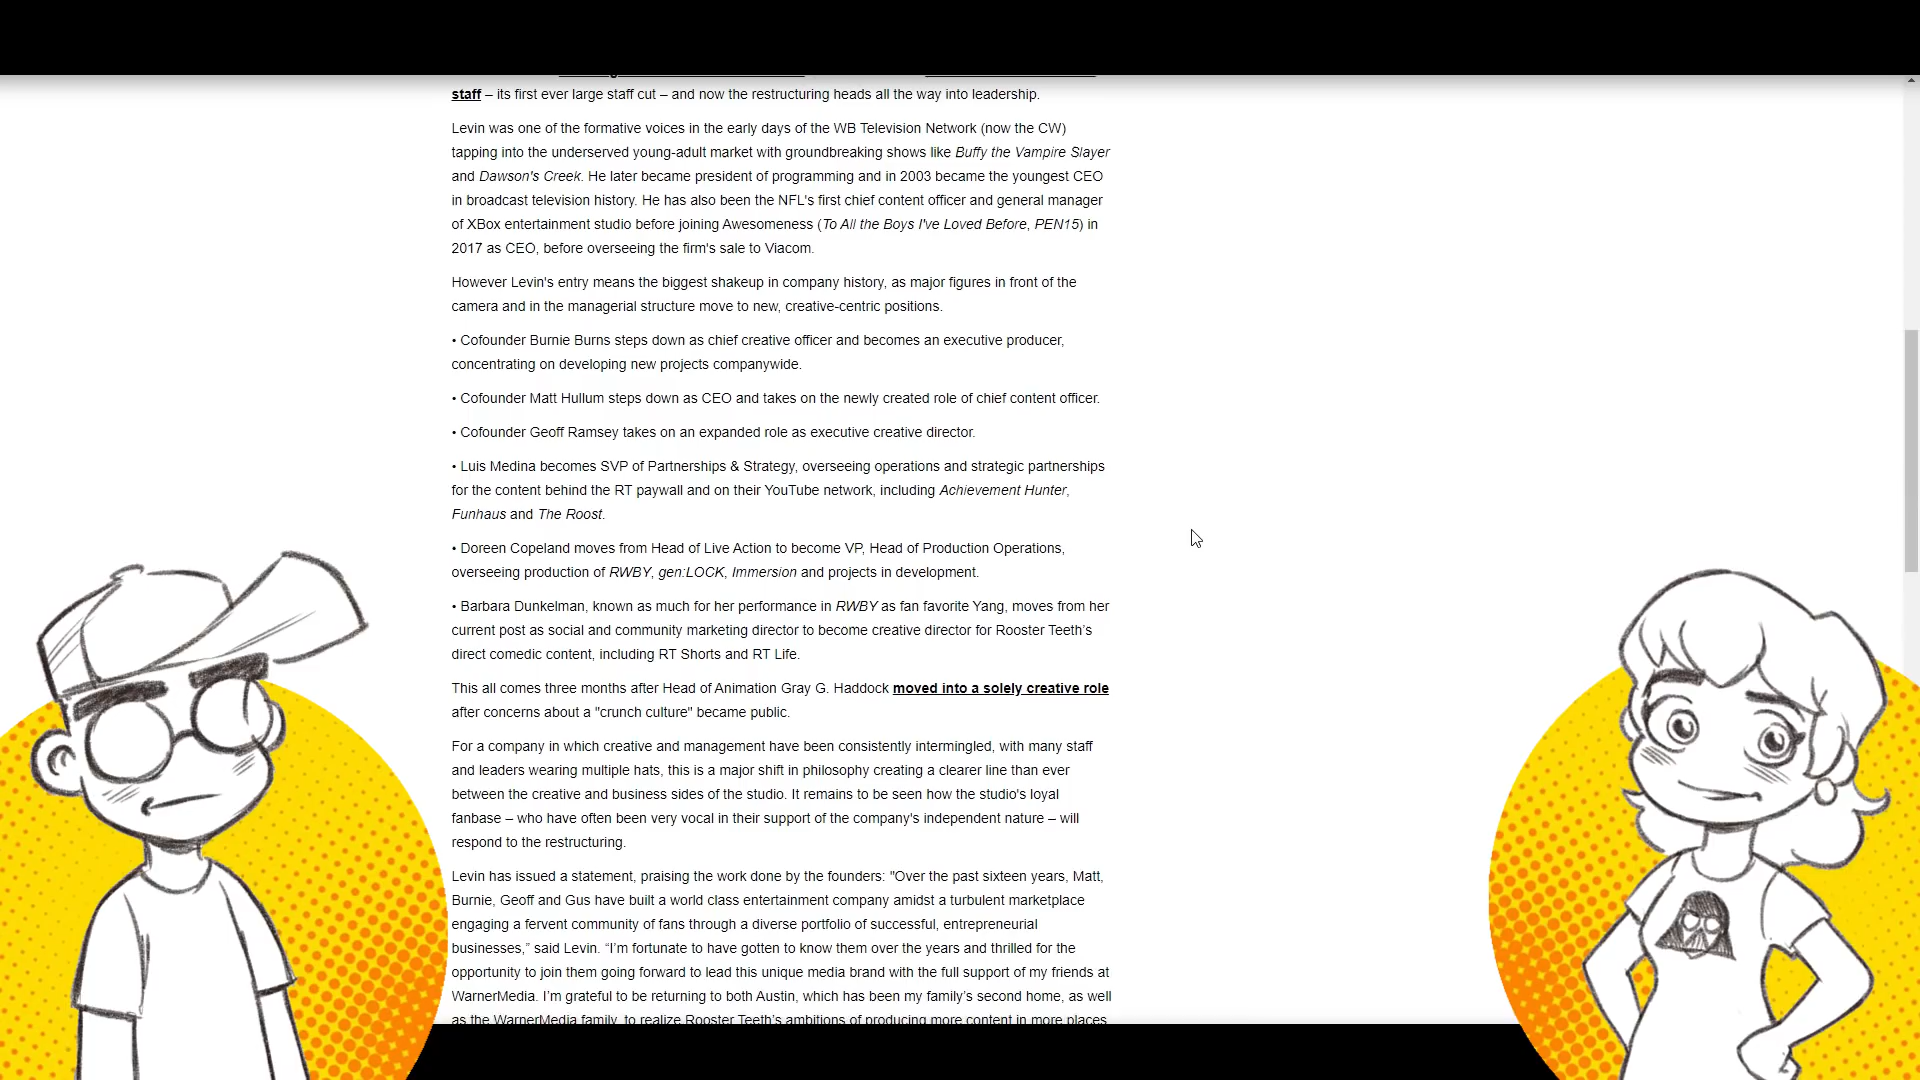 staff – its first ever large staff cut – and now the restructuring heads all the way into leadership.
Levin was one of the formative voices in the early days of the WB Television Network (now the CW)
tapping into the underserved young-adult market with groundbreaking shows like Buffy the Vampire Slayer
and Dawson's Creek. He later became president of programming and in 2003 became the youngest CEO
in broadcast television history. He has also been the NFL's first chief content officer and general manager
of XBox entertainment studio before joining Awesomeness (To All the Boys I've Loved Before, PEN15) in
2017 as CEO, before overseeing the firm's sale to Viacom.
However Levin's entry means the biggest shakeup in company history, as major figures in front of the
camera and in the managerial structure move to new, creative-centric positions.
• Cofounder Burnie Burns steps down as chief creative officer and becomes an executive producer,
concentrating on developing new projects companywide.
• Cofounder Matt Hullum steps down as CEO and takes on the newly created role of chief content officer.
• Cofounder Geoff Ramsey takes on an expanded role as executive creative director.
• Luis Medina becomes SVP of Partnerships & Strategy, overseeing operations and strategic partnerships
for the content behind the RT paywall and on their YouTube network, including Achievement Hunter,
Funhaus and The Roost.
• Doreen Copeland moves from Head of Live Action to become VP, Head of Production Operations,
overseeing production of RWBY, gen:LOCK, Immersion and projects in development.
• Barbara Dunkelman, known as much for her performance in RWBY as fan favorite Yang, moves from her
current post as social and community marketing director to become creative director for Rooster Teeth’s
direct comedic content, including RT Shorts and RT Life.
This all comes three months after Head of Animation Gray G. Haddock moved into a solely creative role
after concerns about a "crunch culture" became public.
For a company in which creative and management have been consistently intermingled, with many staff
and leaders wearing multiple hats, this is a major shift in philosophy creating a clearer line than ever
between the creative and business sides of the studio. It remains to be seen how the studio's loyal
fanbase – who have often been very vocal in their support of the company's independent nature – will
respond to the restructuring.
Levin has issued a statement, praising the work done by the founders: "Over the past sixteen years, Matt,
Burnie, Geoff and Gus have built a world class entertainment company amidst a turbulent marketplace
engaging a fervent community of fans through a diverse portfolio of successful, entrepreneurial
businesses,” said Levin. “I’m fortunate to have gotten to know them over the years and thrilled for the
opportunity to join them going forward to lead this unique media brand with the full support of my friends at
WarnerMedia. I’m grateful to be returning to both Austin, which has been my family’s second home, as well
as the WarnerMedia family, to realize Rooster Teeth’s ambitions of producing more content in more places